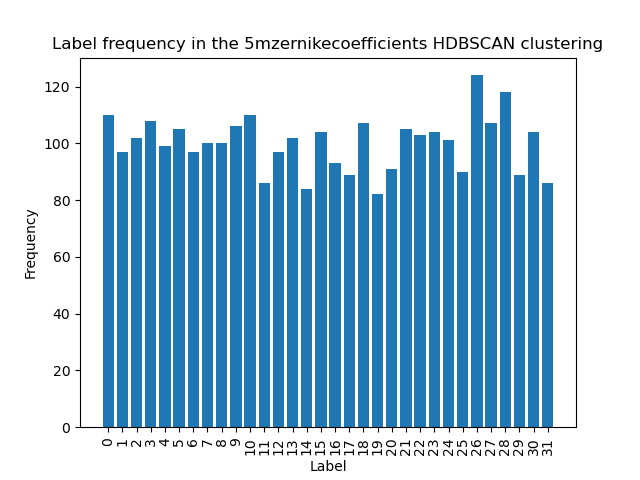 Label frequency in the 5mzernikecoefficients HDBSCAN clustering
120
100
80
60
40
20
0
Frequency
0 1 2 3 4 5 6 7 8 9 10 11 12 13 14 15 16 17 18 19 20 21 22 23 24 25 26 27 28 29 30 31
Label